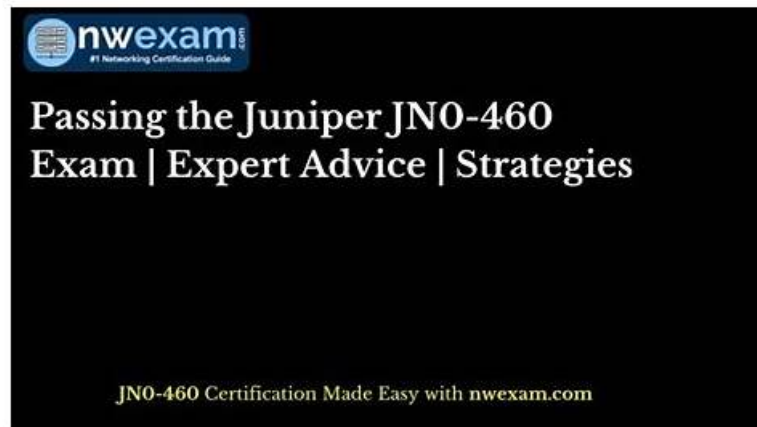 nwexam.com
#1 Networking Certification Guide
Passing the Juniper JN0-460
Exam | Expert Advice | Strategies
JN0-460 Certification Made Easy with nwexam.com